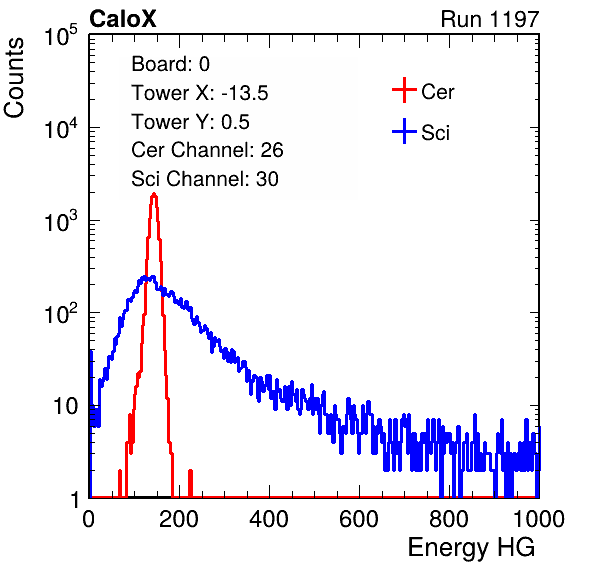 CaloX Run 1197
Counts
Board: 0
Tower X: -13.5
Tower Y: 0.5
Cer Channel: 26
Sci Channel: 30
Cer
Sci
10^5
10^4
10^3
10^2
10
1
0 200 400 600 800 1000
Energy HG